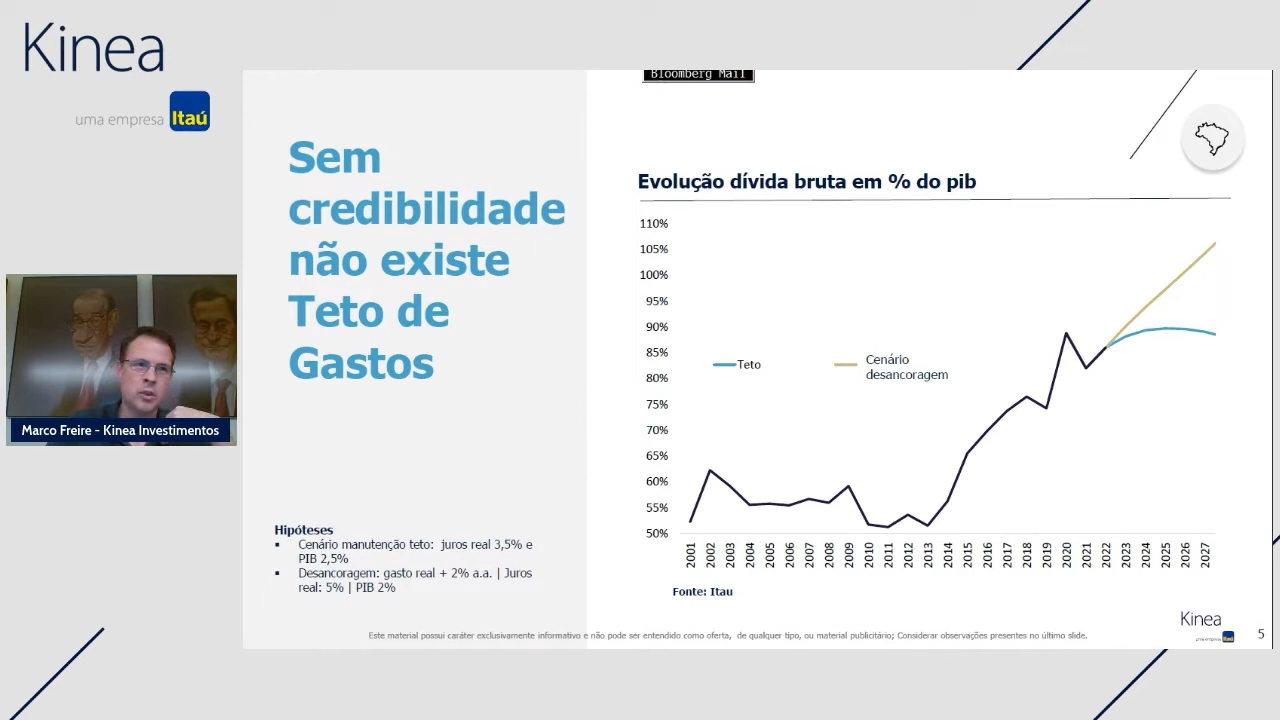 Kinea
uma empresa Itaú
Bloomberg Mail
Sem
credibilidade
não existe
Teto de
Gastos
Hipóteses
▪ Cenário manutenção teto: juros real 3,5% e
PIB 2,5%
▪ Desancoragem: gasto real + 2% a.a. | Juros
real: 5% | PIB 2%
Evolução dívida bruta em % do pib
110%
105%
100%
95%
90%
85%
80%
75%
70%
65%
60%
55%
50%
Teto
Cenário
desancoragem
2001
2002
2003
2004
2005
2006
2007
2008
2009
2010
2011
2012
2013
2014
2015
2016
2017
2018
2019
2020
2021
2022
2023
2024
2025
2026
2027
Fonte: Itau
Marco Freire - Kinea Investimentos
Este material possui caráter exclusivamente informativo e não pode ser entendido como oferta, de qualquer tipo, ou material publicitário; Considerar observações presentes no último slide.
Kinea
5